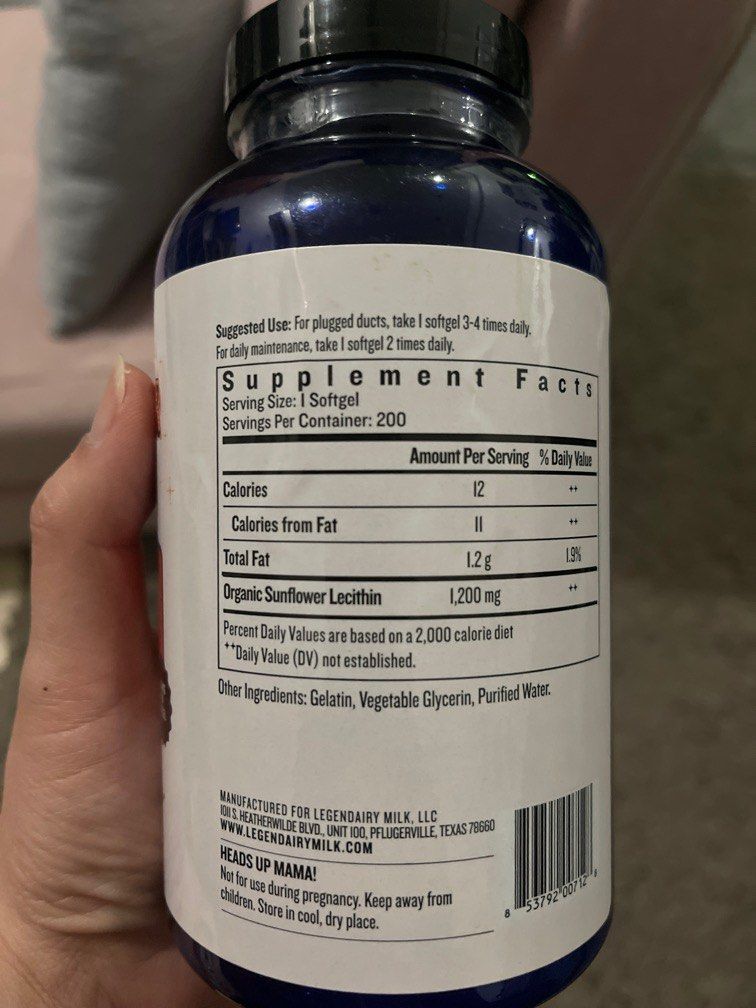 Suggested Use: For plugged ducts, take 1 softgel 3-4 times daily.
For daily maintenance, take 1 softgel 2 times daily.
Supplement Facts
Serving Size: 1 Softgel
Servings Per Container: 200
Amount Per Serving % Daily Value
Calories 12 ++
Calories from Fat 11 ++
Total Fat 1.2 g 1.9%
Organic Sunflower Lecithin 1,200 mg ++
Percent Daily Values are based on a 2,000 calorie diet
++Daily Value (DV) not established.
Other Ingredients: Gelatin, Vegetable Glycerin, Purified Water.
MANUFACTURED FOR LEGENDAIRY MILK, LLC
1011 S. HEATHERWILDE BLVD., UNIT 100, PFLUGERVILLE, TEXAS 78660
WWW.LEGENDAIRYMILK.COM
HEADS UP MAMA!
Not for use during pregnancy. Keep away from
children. Store in cool, dry place.
8 53792 00712 8